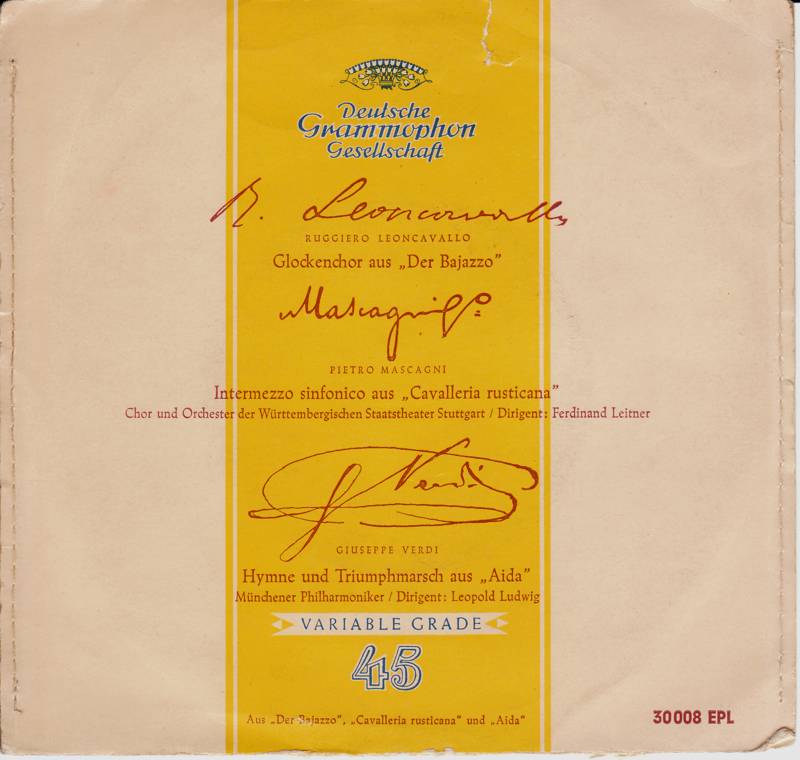 Deutsche
Grammophon
Gesellschaft
R. Leoncavallo
RUGGIERO LEONCAVALLO
Glockenchor aus „Der Bajazzo”
Mascagni
PIETRO MASCAGNI
Intermezzo sinfonico aus „Cavalleria rusticana”
Chor und Orchester der Württembergischen Staatstheater Stuttgart / Dirigent: Ferdinand Leitner
G Verdi
GIUSEPPE VERDI
Hymne und Triumphmarsch aus „Aida”
Münchener Philharmoniker / Dirigent: Leopold Ludwig
VARIABLE GRADE
45
Aus „Der Bajazzo”, „Cavalleria rusticana” und „Aida”
30008 EPL